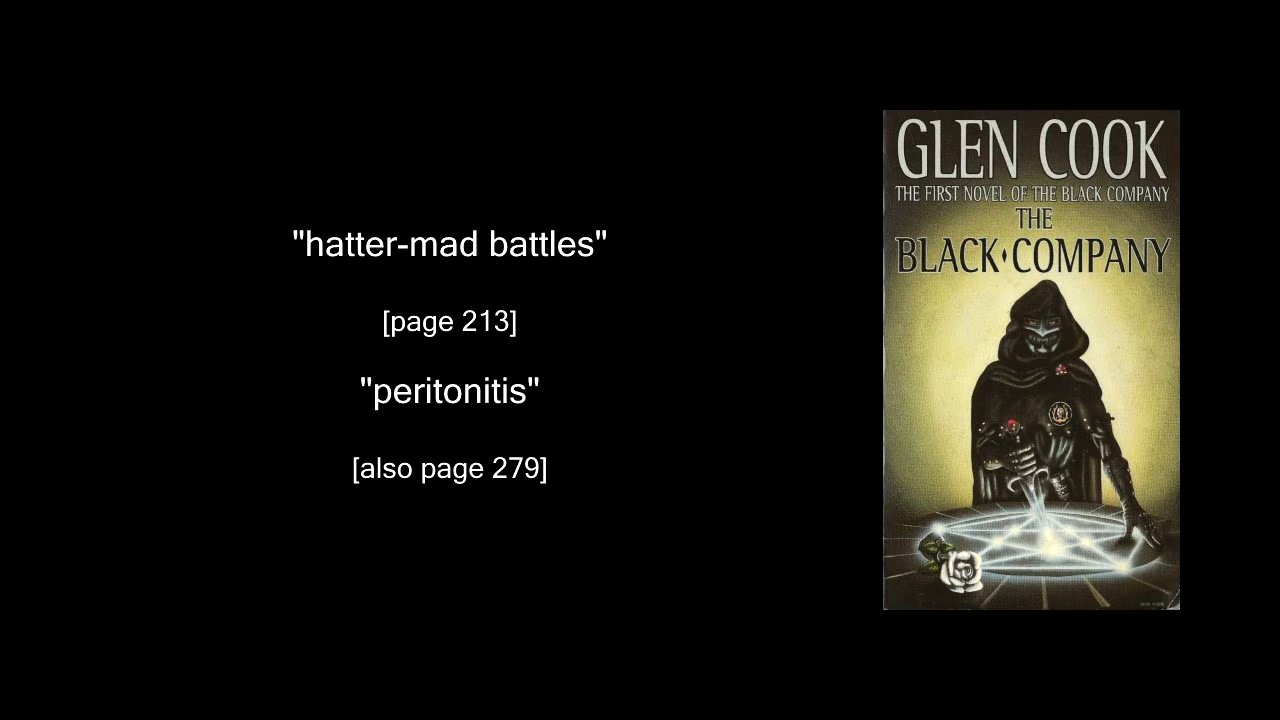 "hatter-mad battles"
[page 213]
"peritonitis"
[also page 279]
GLEN COOK
THE FIRST NOVEL OF THE BLACK COMPANY
THE
BLACK·COMPANY